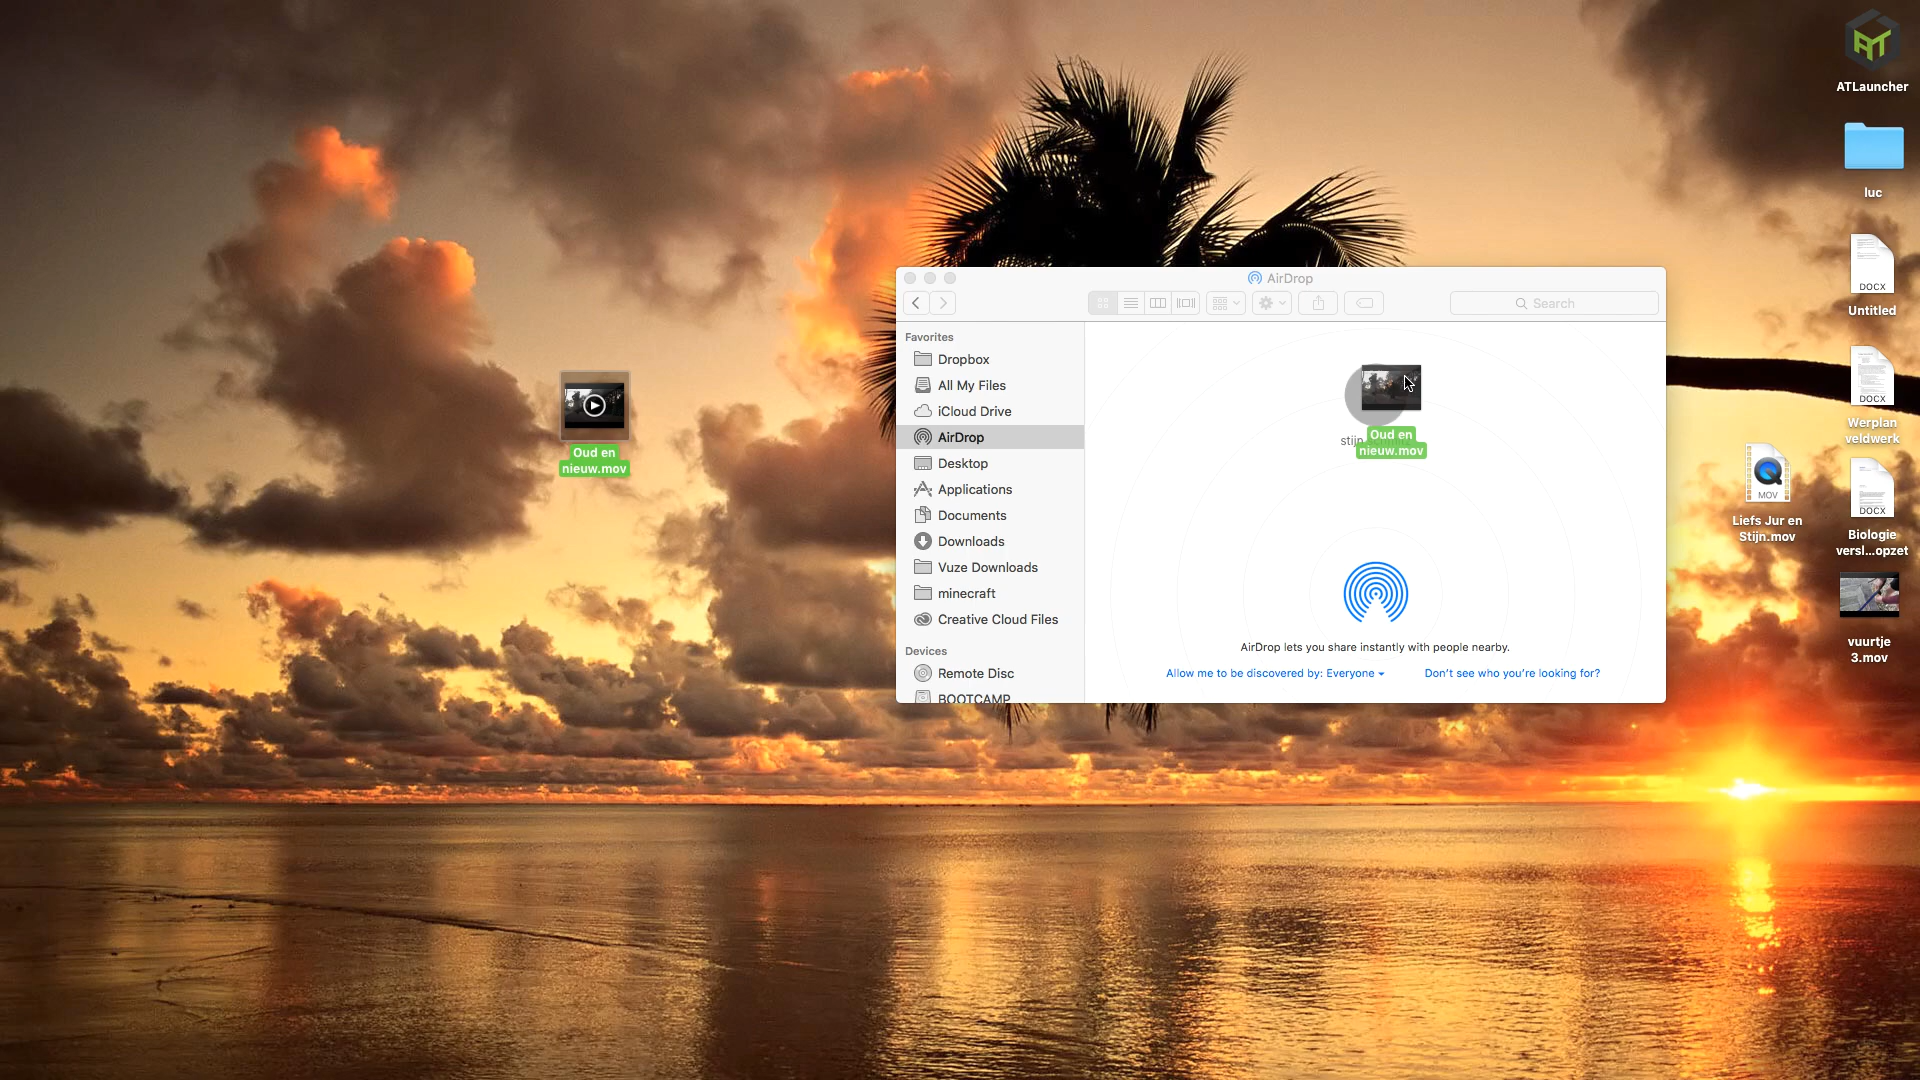 ATLauncher
luc
DOCX
Untitled
DOCX
Werplan
veldwerk
MOV
Liefs Jur en
Stijn.mov
DOCX
Biologie
versl...opzet
vuurtje
3.mov
Oud en
nieuw.mov
AirDrop
Search
Favorites
Dropbox
All My Files
iCloud Drive
AirDrop
Desktop
Applications
Documents
Downloads
Vuze Downloads
minecraft
Creative Cloud Files
Devices
Remote Disc
BOOTCAMP
stijn
Oud en
nieuw.mov
AirDrop lets you share instantly with people nearby.
Allow me to be discovered by: Everyone
Don't see who you're looking for?